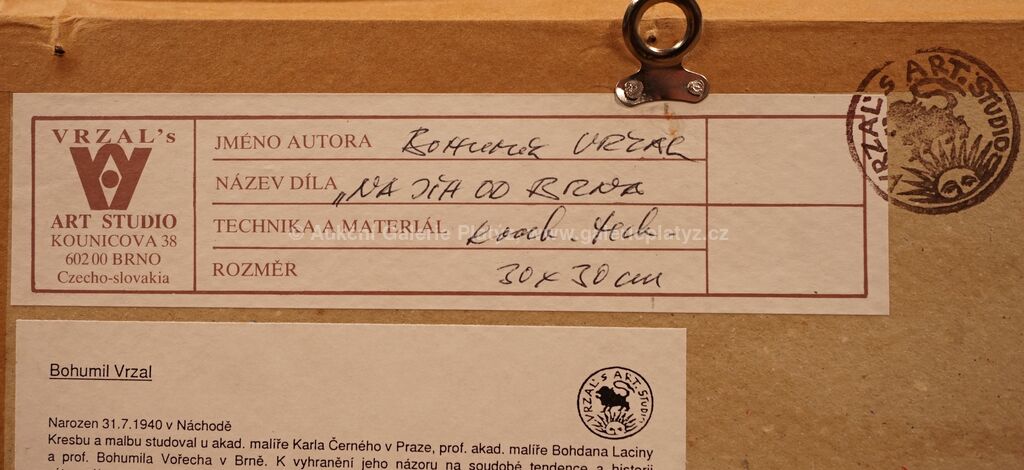 VRZAL's
ART STUDIO
KOUNICOVA 38
602 00 BRNO
Czecho-slovakia
JMÉNO AUTORA Bohumil VRZAL
NÁZEV DÍLA „NA JIH OD BRNA
TECHNIKA A MATERIÁL komb. tech.
ROZMĚR 30x30 cm
VRZAL'S ART. STUDIO
© Aukční Galerie Platýz www.galerieplatyz.cz
Bohumil Vrzal
VRZAL'S ART. STUDIO
Narozen 31.7.1940 v Náchodě
Kresbu a malbu studoval u akad. malíře Karla Černého v Praze, prof. akad. malíře Bohdana Laciny
a prof. Bohumila Vořecha v Brně. K vyhranění jeho názoru na soudobé tendence a historii